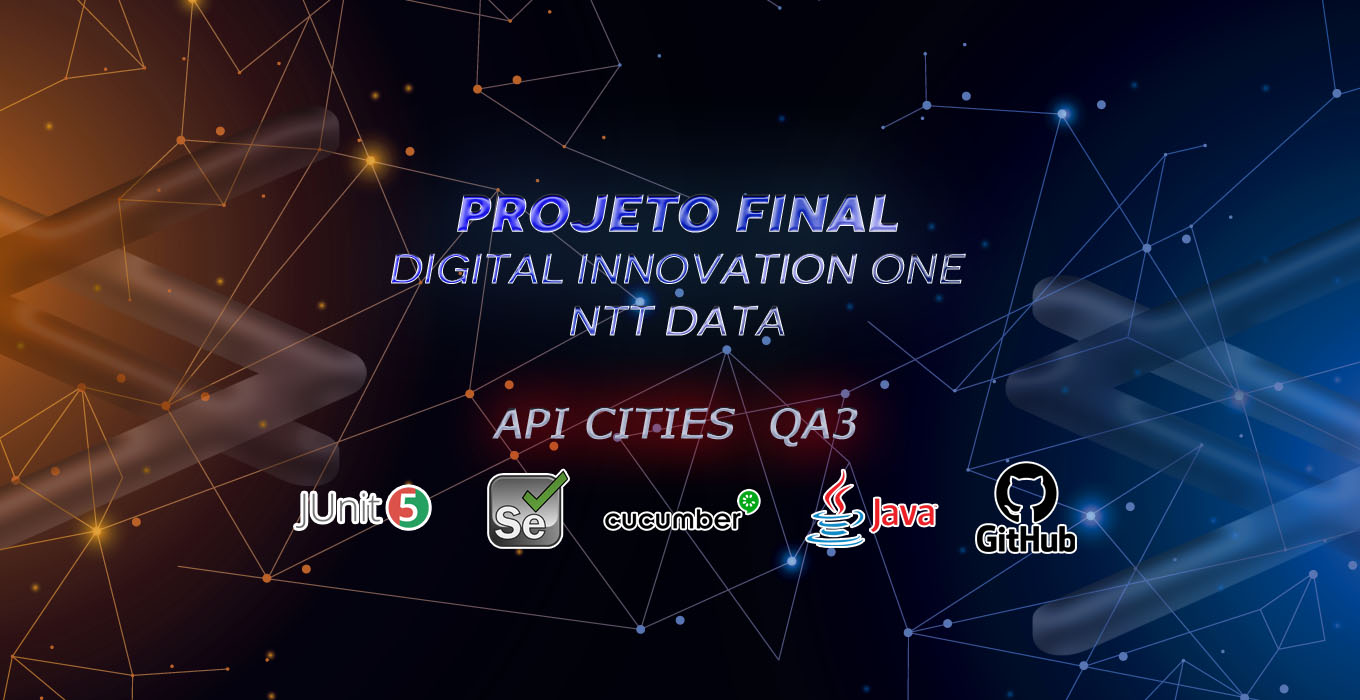 PROJETO FINAL
DIGITAL INNOVATION ONE
NTT DATA
API CITIES QA3
JUnit 5 Se cucumber Java GitHub